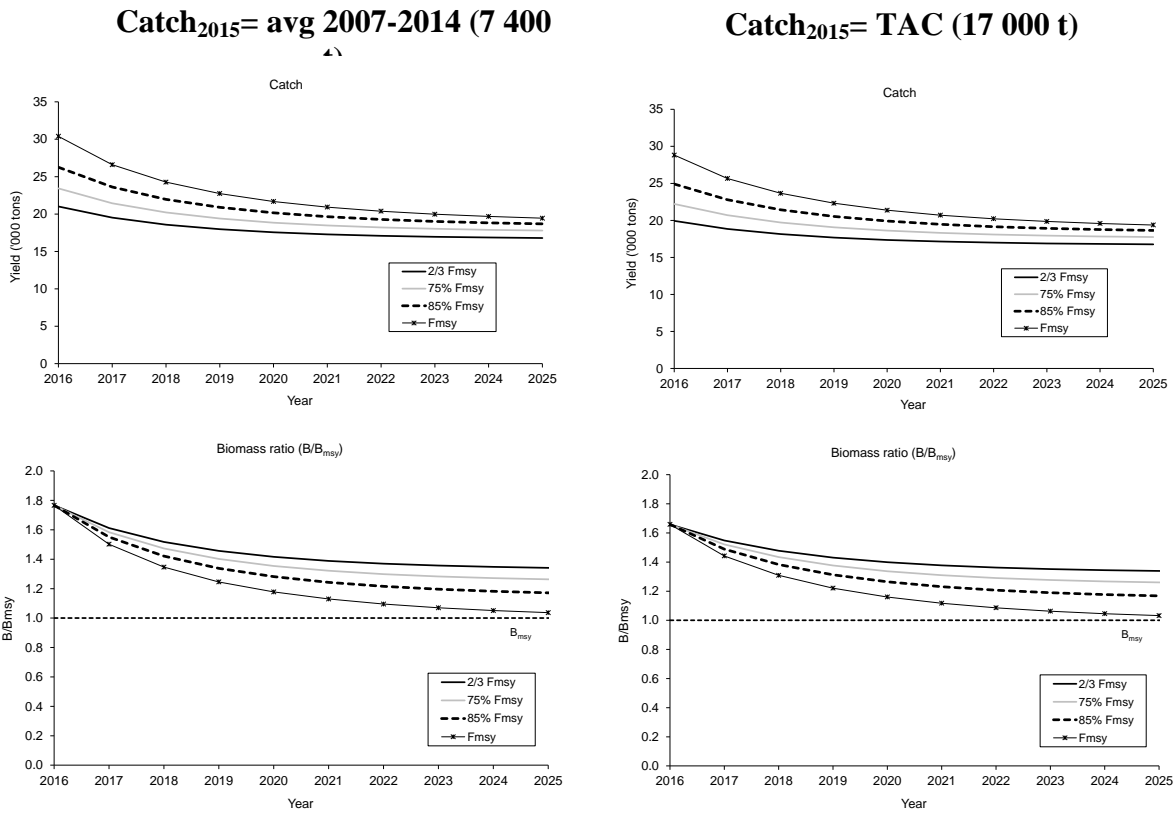 Catch2015= avg 2007-2014 (7 400
Catch2015= TAC (17 000 t)
Catch
35
30
25
20
15
10
5
0
Yield ('000 tons)
2/3 Fmsy
75% Fmsy
85% Fmsy
Fmsy
2016 2017 2018 2019 2020 2021 2022 2023 2024 2025
Year
Catch
35
30
25
20
15
10
5
0
Yield ('000 tons)
2/3 Fmsy
75% Fmsy
85% Fmsy
Fmsy
2016 2017 2018 2019 2020 2021 2022 2023 2024 2025
Year
Biomass ratio (B/Bmsy)
2.0
1.8
1.6
1.4
1.2
1.0
0.8
0.6
0.4
0.2
0.0
B/Bmsy
Bmsy
2/3 Fmsy
75% Fmsy
85% Fmsy
Fmsy
2016 2017 2018 2019 2020 2021 2022 2023 2024 2025
Year
Biomass ratio (B/Bmsy)
2.0
1.8
1.6
1.4
1.2
1.0
0.8
0.6
0.4
0.2
0.0
B/Bmsy
Bmsy
2/3 Fmsy
75% Fmsy
85% Fmsy
Fmsy
2016 2017 2018 2019 2020 2021 2022 2023 2024 2025
Year